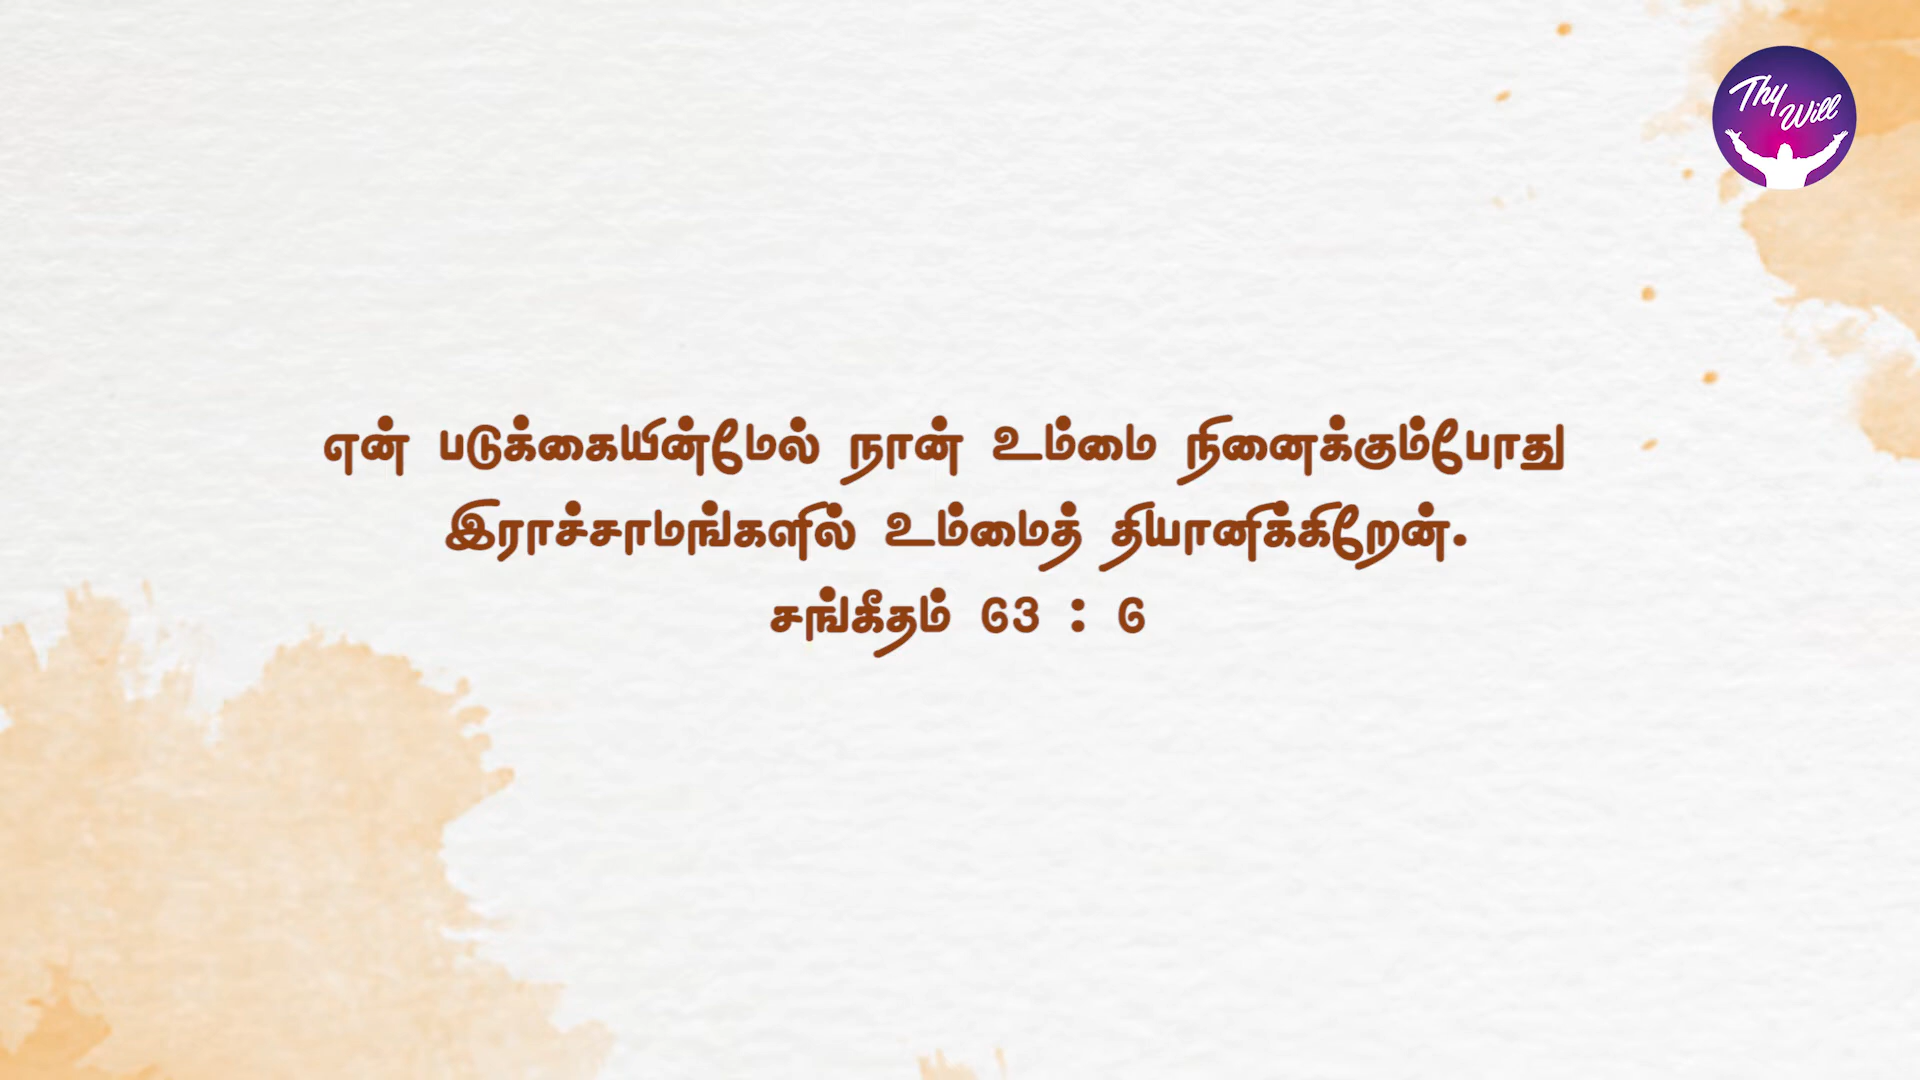 Thy Will
என் படுக்கையின்மேல் நான் உம்மை நினைக்கும்போது
இராச்சாமங்களில் உம்மைத் தியானிக்கிறேன்.
சங்கீதம் 63 : 6